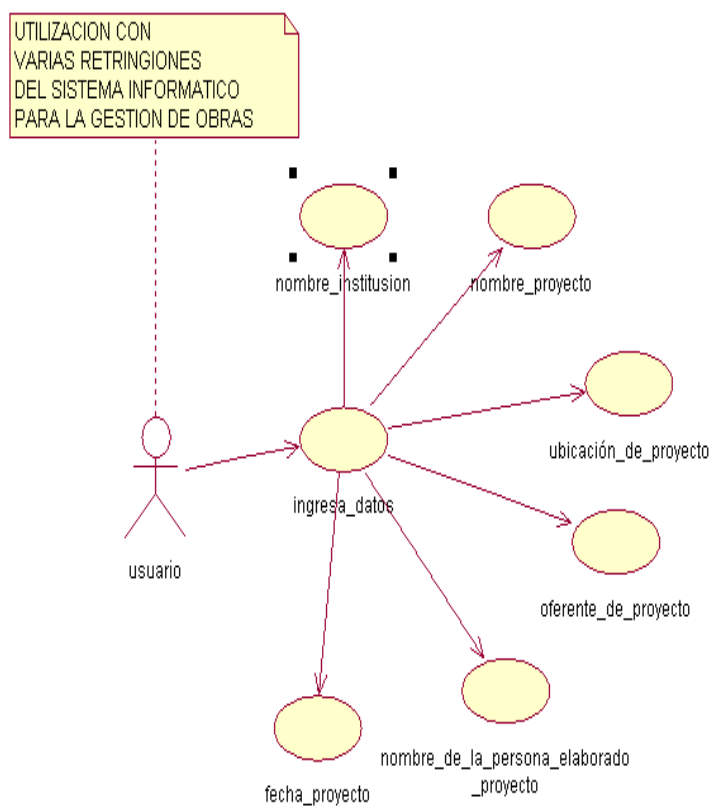 UTILIZACION CON
VARIAS RETRINGIONES
DEL SISTEMA INFORMATICO
PARA LA GESTION DE OBRAS
nombre_institusion
nombre_proyecto
ubicación_de_proyecto
ingresa_datos
usuario
oferente_de_proyecto
nombre_de_la_persona_elaborado
_proyecto
fecha_proyecto